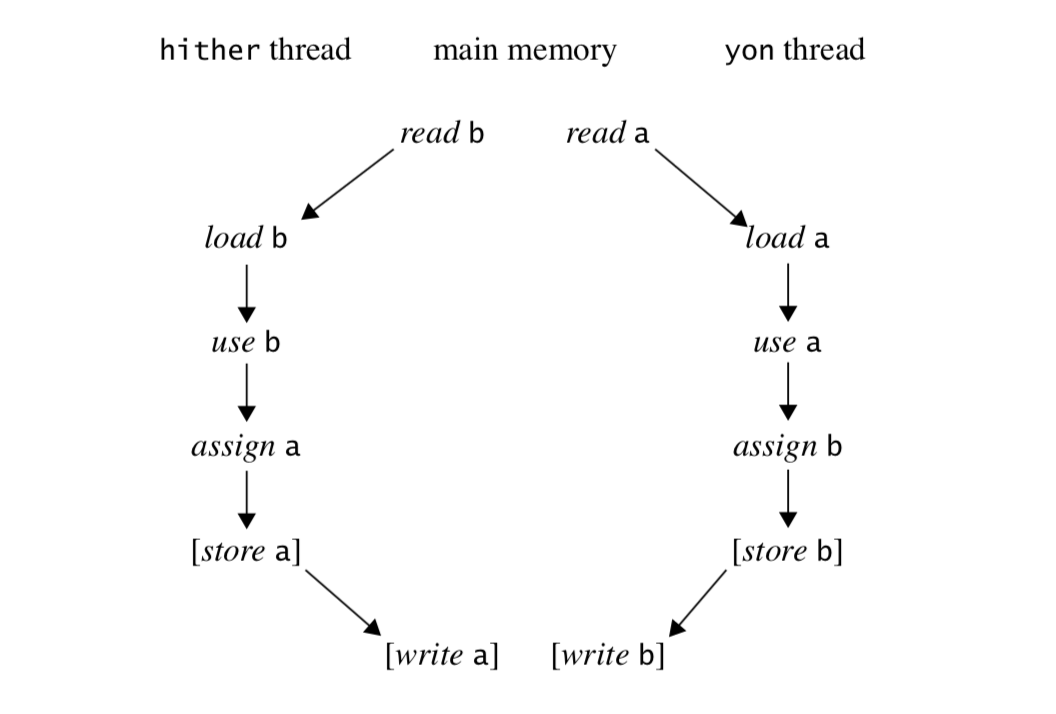 hither thread main memory yon thread
read b read a
load b load a
use b use a
assign a assign b
[store a] [store b]
[write a] [write b]